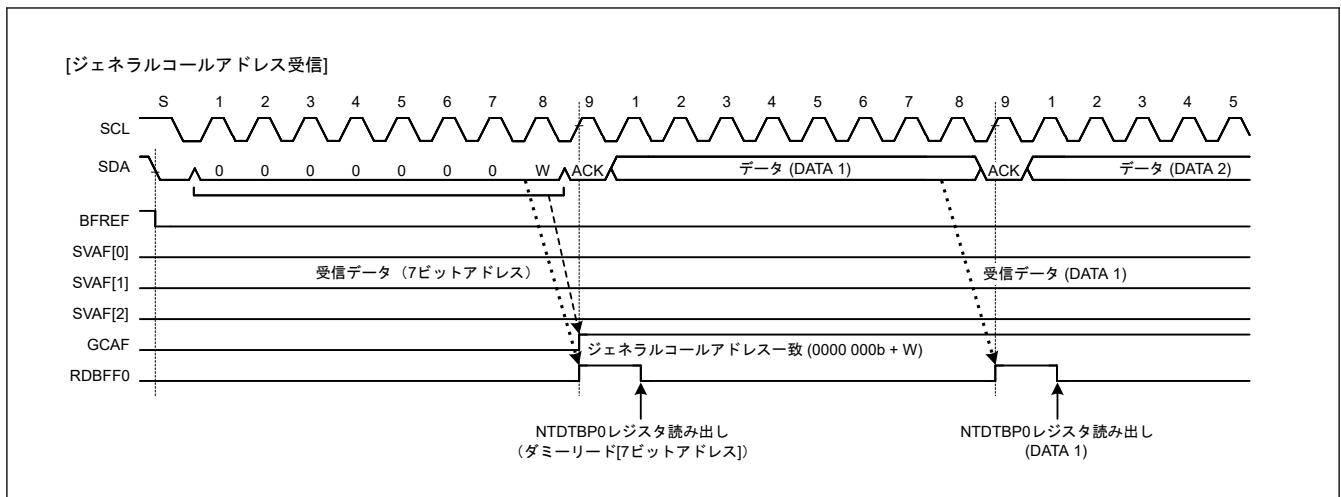 [ジェネラルコールアドレス受信]
S 1 2 3 4 5 6 7 8 9 1 2 3 4 5 6 7 8 9 1 2 3 4 5
SCL
SDA 0 0 0 0 0 0 0 W ACK データ (DATA 1) ACK データ (DATA 2)
BFREF
SVAF[0]
受信データ（7ビットアドレス） 受信データ (DATA 1)
SVAF[1]
SVAF[2]
GCAF
ジェネラルコールアドレス一致 (0000 000b + W)
RDBFF0
NTDTBP0レジスタ読み出し
（ダミーリード[7ビットアドレス]）
NTDTBP0レジスタ読み出し
(DATA 1)